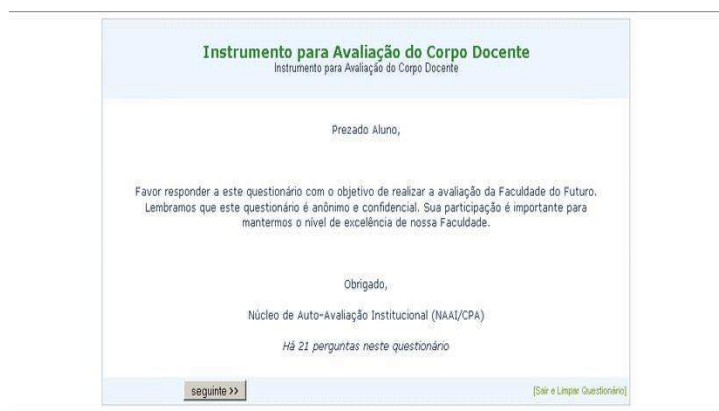 Instrumento para Avaliação do Corpo Docente
Instrumento para Avaliação do Corpo Docente
Prezado Aluno,
Favor responder a este questionário com o objetivo de realizar a avaliação da Faculdade do Futuro.
Lembramos que este questionário é anônimo e confidencial. Sua participação é importante para
mantermos o nível de excelência de nossa Faculdade.
Obrigado,
Núcleo de Auto-Avaliação Institucional (NAAI/CPA)
Há 21 perguntas neste questionário
seguinte >>
[Sair e Limpar Questionário]